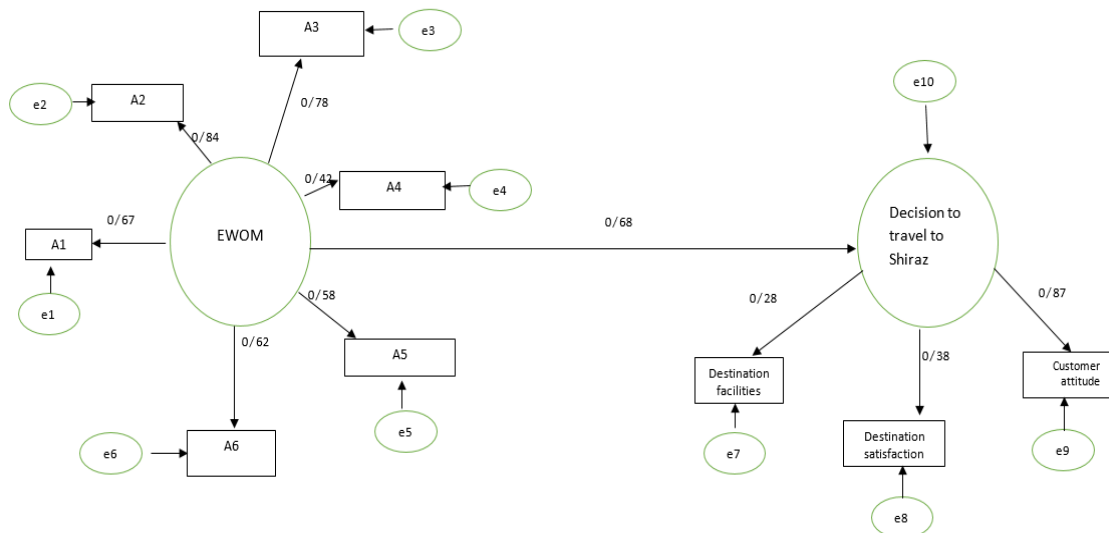 A3
e3
e10
e2
A2
0/78
0/84
0/42
A4
e4
0/67
EWOM
0/68
Decision to
travel to
Shiraz
A1
e1
0/58
0/28
0/87
0/62
0/38
A5
Destination
facilities
Customer
attitude
e5
A6
e6
e7
Destination
satisfaction
e9
e8